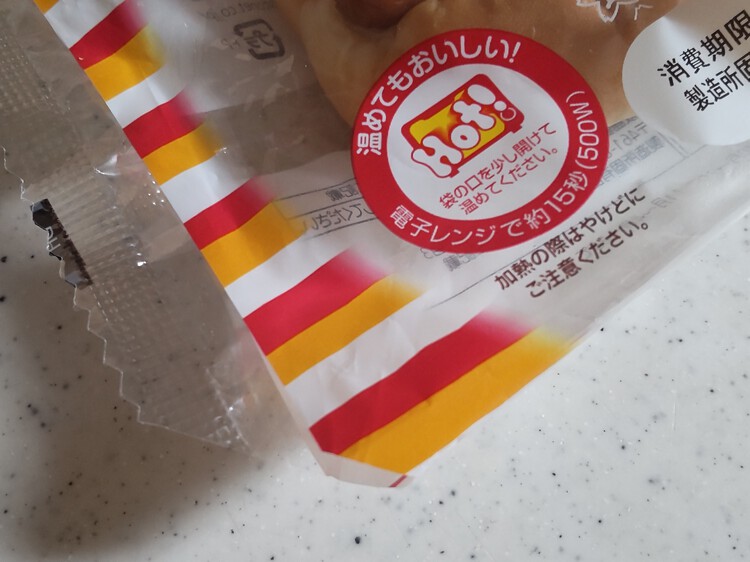 消費期限
製造所固
温めてもおいしい!
Hot!
袋の口を少し開けて
温めてください。
電子レンジで約15秒(500W)
加熱の際はやけどに
ご注意ください。
プラ